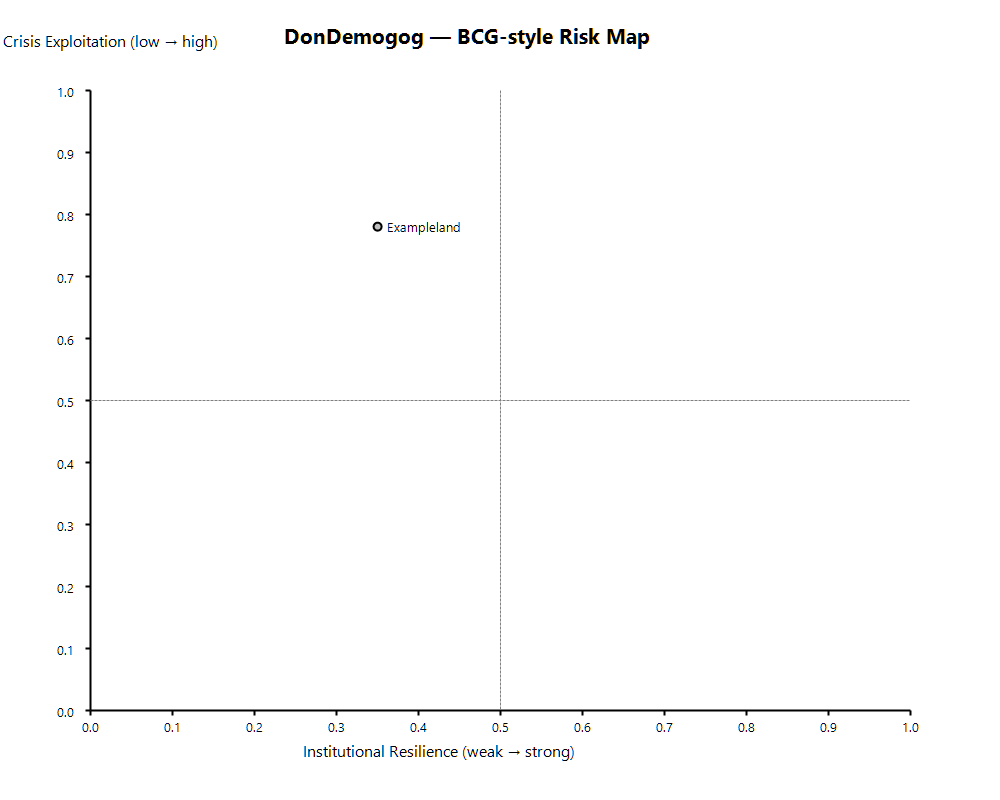 DonDemogog — BCG-style Risk Map
Crisis Exploitation (low → high)
1.0
0.9
0.8
0.7
0.6
0.5
0.4
0.3
0.2
0.1
0.0
Exampleland
0.0 0.1 0.2 0.3 0.4 0.5 0.6 0.7 0.8 0.9 1.0
Institutional Resilience (weak → strong)